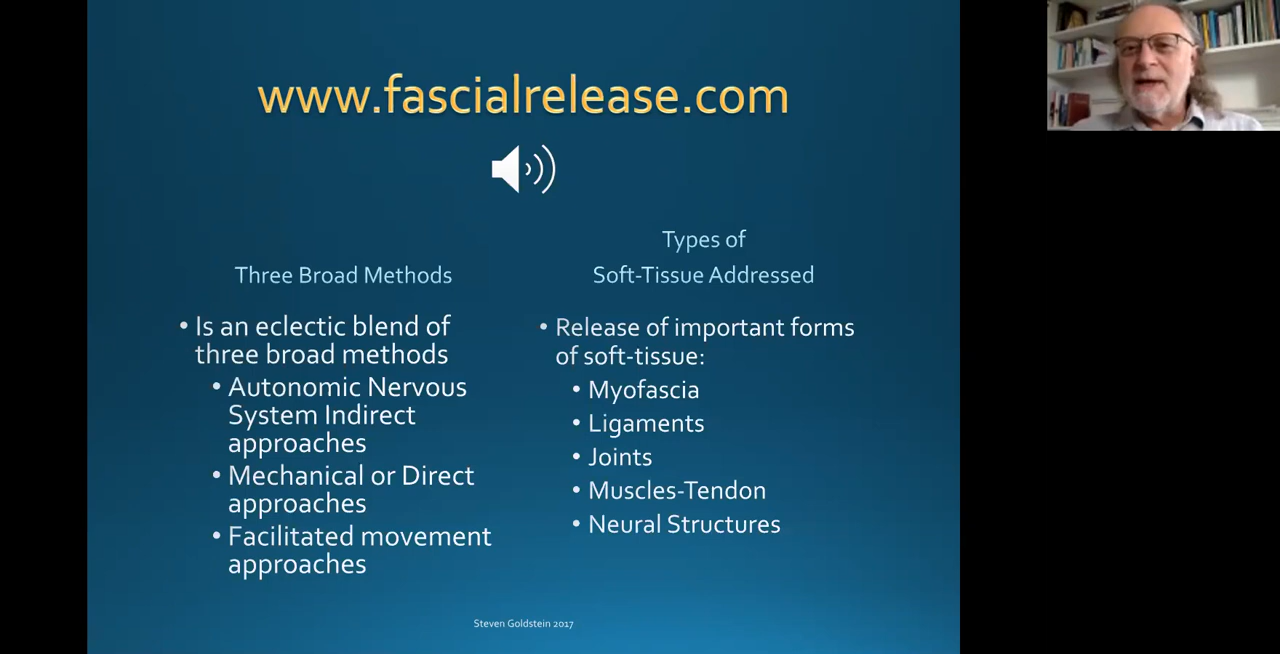 www.fascialrelease.com
Three Broad Methods
• Is an eclectic blend of
three broad methods
• Autonomic Nervous
System Indirect
approaches
• Mechanical or Direct
approaches
• Facilitated movement
approaches
Types of
Soft-Tissue Addressed
• Release of important forms
of soft-tissue:
• Myofascia
• Ligaments
• Joints
• Muscles-Tendon
• Neural Structures
Steven Goldstein 2017